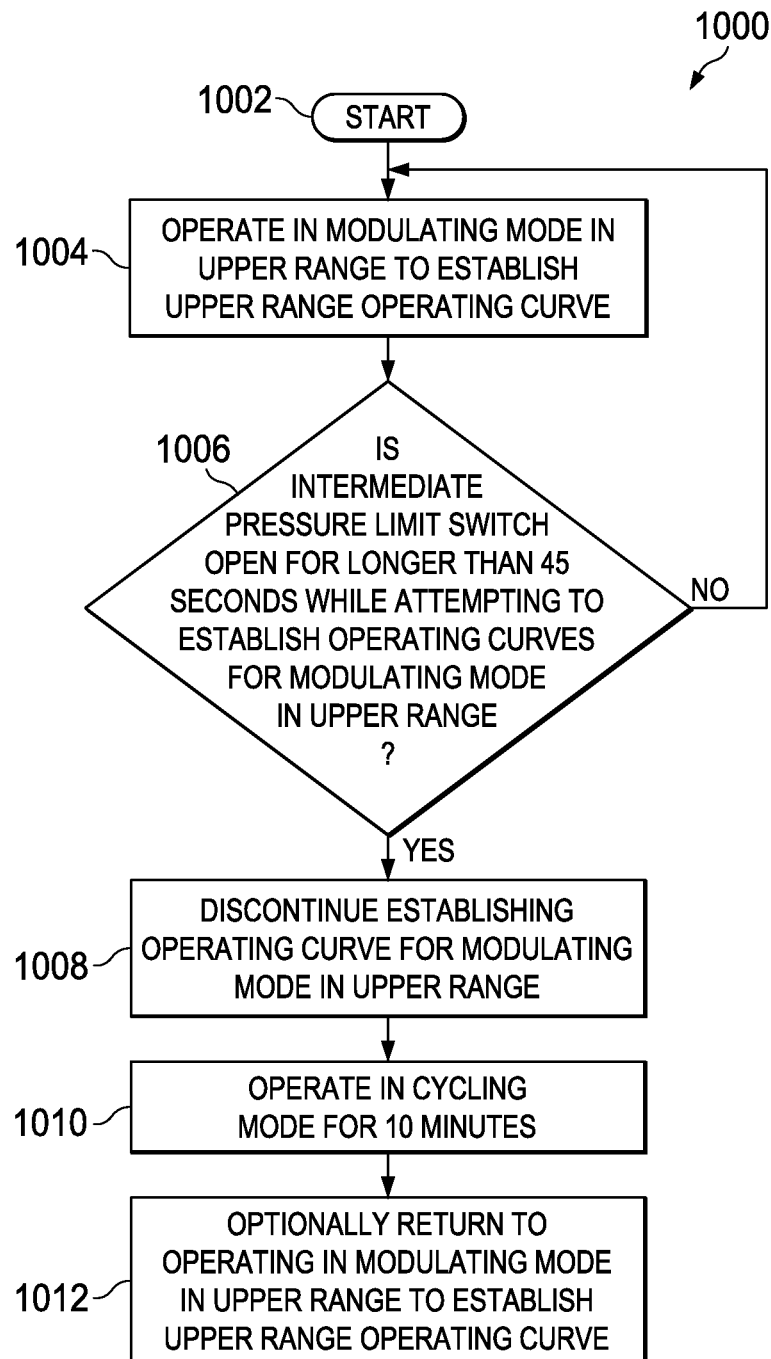 1000
1002
START
1004
OPERATE IN MODULATING MODE IN
UPPER RANGE TO ESTABLISH
UPPER RANGE OPERATING CURVE
1006
IS
INTERMEDIATE
PRESSURE LIMIT SWITCH
OPEN FOR LONGER THAN 45
SECONDS WHILE ATTEMPTING TO
ESTABLISH OPERATING CURVES
FOR MODULATING MODE
IN UPPER RANGE
?
NO
YES
1008
DISCONTINUE ESTABLISHING
OPERATING CURVE FOR MODULATING
MODE IN UPPER RANGE
1010
OPERATE IN CYCLING
MODE FOR 10 MINUTES
1012
OPTIONALLY RETURN TO
OPERATING IN MODULATING MODE
IN UPPER RANGE TO ESTABLISH
UPPER RANGE OPERATING CURVE